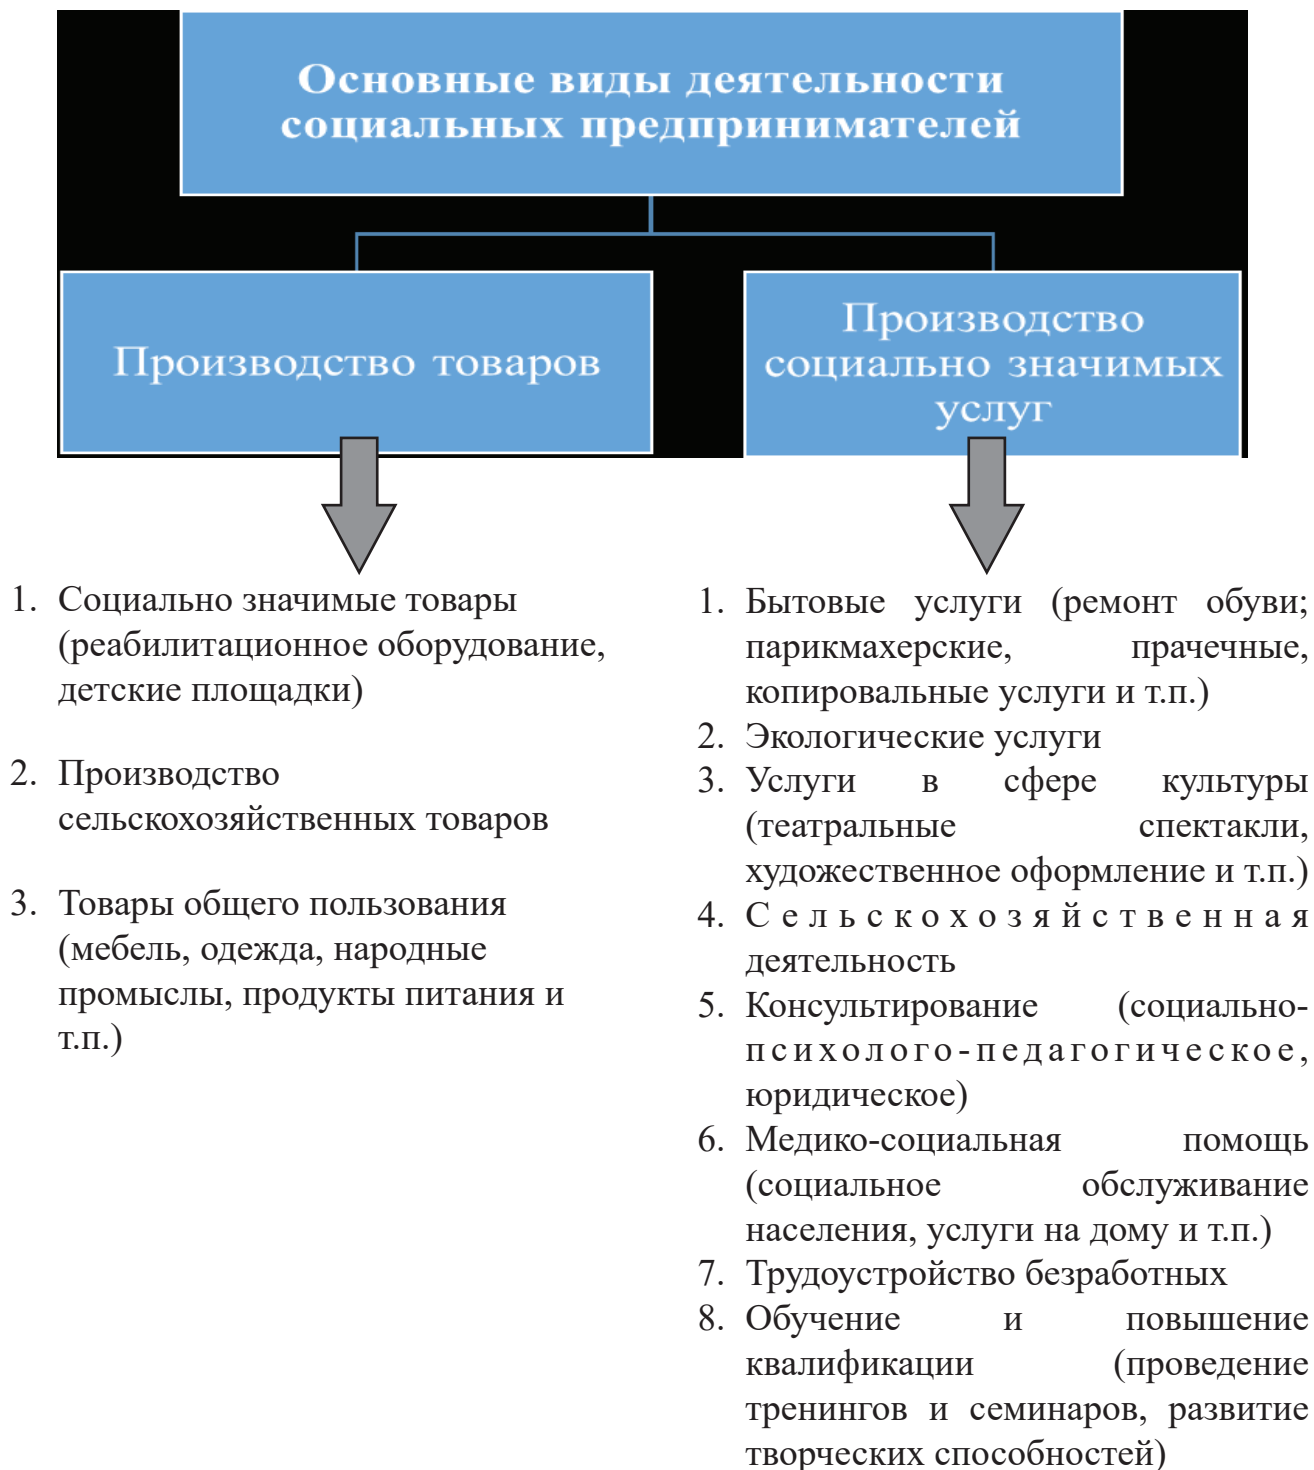 Основные виды деятельности
социальных предпринимателей
Производство товаров
Производство
социально значимых
услуг
1. Социально значимые товары
(реабилитационное оборудование,
детские площадки)
2. Производство
сельскохозяйственных товаров
3. Товары общего пользования
(мебель, одежда, народные
промыслы, продукты питания и
т.п.)
1. Бытовые услуги (ремонт обуви;
парикмахерские, прачечные,
копировальные услуги и т.п.)
2. Экологические услуги
3. Услуги в сфере культуры
(театральные спектакли,
художественное оформление и т.п.)
4. Сельскохозяйственная
деятельность
5. Консультирование (социально-
психолого-педагогическое,
юридическое)
6. Медико-социальная помощь
(социальное обслуживание
населения, услуги на дому и т.п.)
7. Трудоустройство безработных
8. Обучение и повышение
квалификации (проведение
тренингов и семинаров, развитие
творческих способностей)